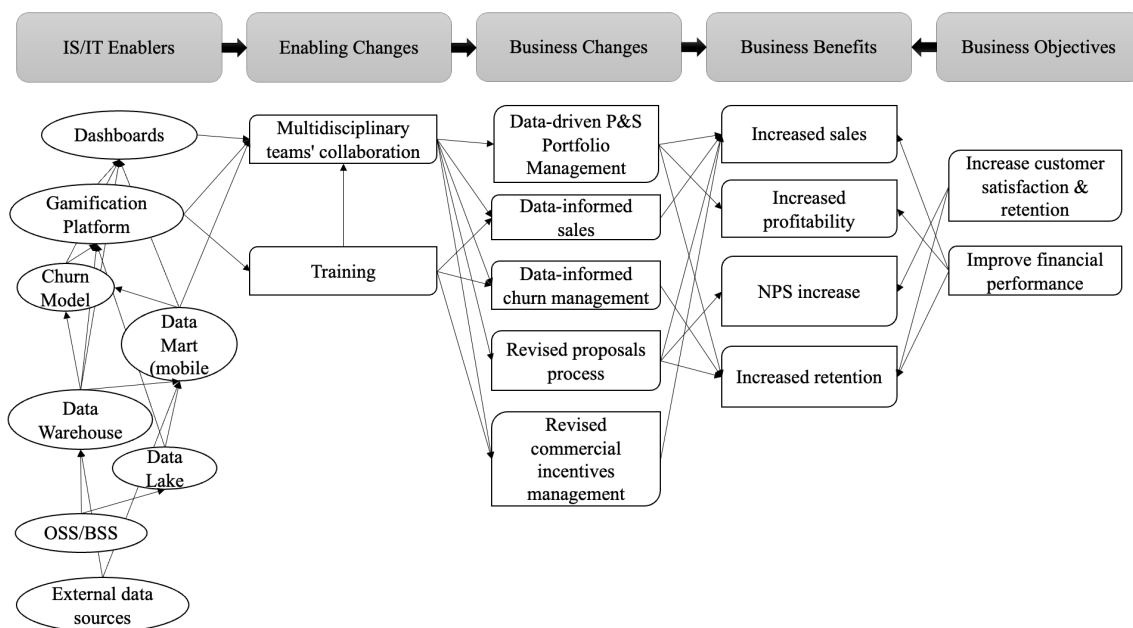 IS/IT Enablers
Enabling Changes
Business Changes
Business Benefits
Business Objectives
Dashboards
Gamification
Platform
Churn
Model
Data
Mart
(mobile
Data
Warehouse
Data
Lake
OSS/BSS
External data
sources
Multidisciplinary
teams' collaboration
Training
Data-driven P&S
Portfolio
Management
Data-informed
sales
Data-informed
churn management
Revised proposals
process
Revised
commercial
incentives
management
Increased sales
Increased
profitability
NPS increase
Increased retention
Increase customer
satisfaction &
retention
Improve financial
performance